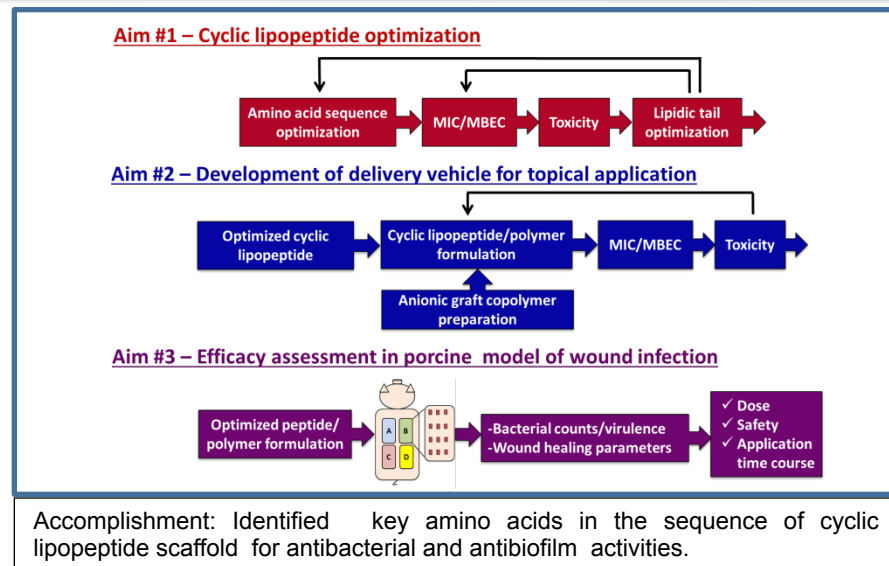 Aim #1 – Cyclic lipopeptide optimization
Amino acid sequence
optimization
MIC/MBEC
Toxicity
Lipidic tail
optimization
Aim #2 – Development of delivery vehicle for topical application
Optimized cyclic
lipopeptide
Cyclic lipopeptide/polymer
formulation
MIC/MBEC
Toxicity
Anionic graft copolymer
preparation
Aim #3 – Efficacy assessment in porcine model of wound infection
Optimized peptide/
polymer formulation
A B
C D
-Bacterial counts/virulence
-Wound healing parameters
✓ Dose
✓ Safety
✓ Application
time course
Accomplishment: Identified key amino acids in the sequence of cyclic
lipopeptide scaffold for antibacterial and antibiofilm activities.